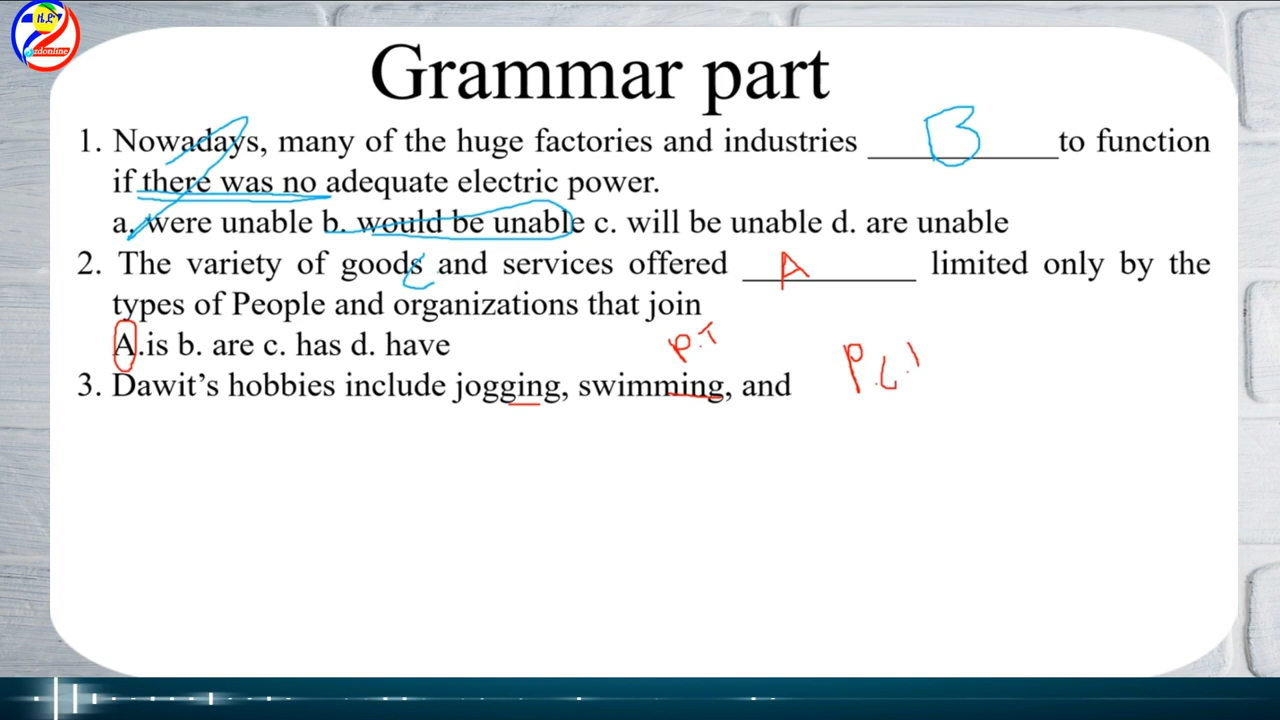 ዜድ
zdonline
Grammar part
1. Nowadays, many of the huge factories and industries B to function
if there was no adequate electric power.
a. were unable b. would be unable c. will be unable d. are unable
2. The variety of goods and services offered A limited only by the
types of People and organizations that join
A.is b. are c. has d. have
P.T
3. Dawit's hobbies include jogging, swimming, and